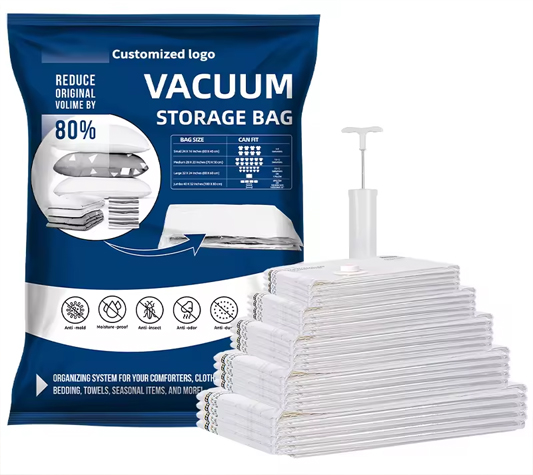 Customized logo
REDUCE
ORIGINAL
VOLIME BY
80%
VACUUM
STORAGE BAG
BAG SIZE CAN FIT
Anti-mold Moisture-proof Anti-insect Anti-odor
ORGANIZING SYSTEM FOR YOUR COMFORTERS,
BEDDING, TOWELS, SEASONAL ITEMS, AND MORE!